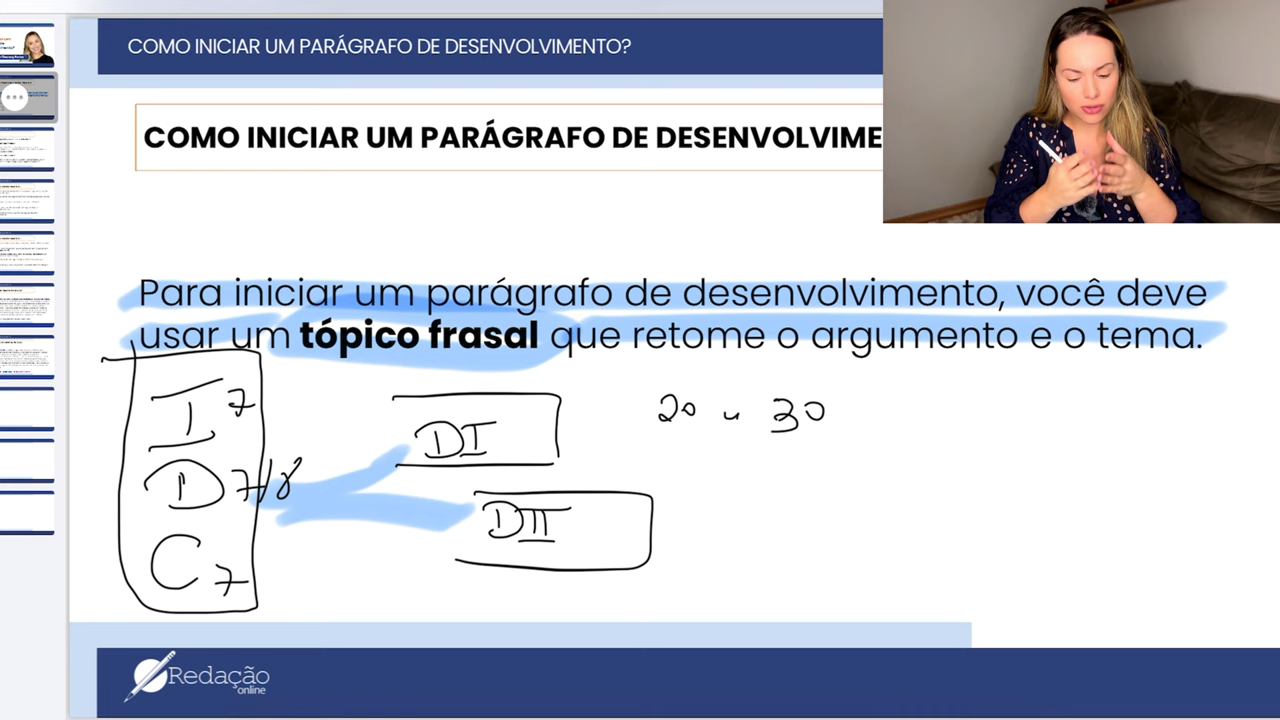 COMO INICIAR UM PARÁGRAFO DE DESENVOLVIMENTO?
COMO INICIAR UM PARÁGRAFO DE DESENVOLVIME
Para iniciar um parágrafo de desenvolvimento, você deve
usar um tópico frasal que retome o argumento e o tema.
I 7
D 7/8
C 7
DI
DII
20 30
Redação
online